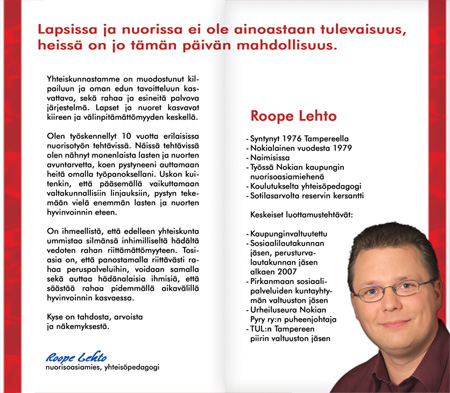 Lapsissa ja nuorissa ei ole ainoastaan tulevaisuus,
heissä on jo tämän päivän mahdollisuus.
Yhteiskunnastamme on muodostunut kil-
pailuun ja oman edun tavoitteluun kas-
vattava, sekä rahaa ja esineitä palvova
järjestelmä. Lapset ja nuoret kasvavat
kiireen ja välinpitämättömyyden keskellä.
Olen työskennellyt 10 vuotta erilaisissa
nuorisotyön tehtävissä. Näissä tehtävissä
olen nähnyt monenlaista lasten ja nuorten
avuntarvetta, koen pystyneeni auttamaan
heitä omalla työpanoksellani. Uskon kui-
tenkin, että pääsemällä vaikuttamaan
valtakunnallisiin linjauksiin, pystyn teke-
mään vielä enemmän lasten ja nuorten
hyvinvoinnin eteen.
On ihmeellistä, että edelleen yhteiskunta
ummistaa silmänsä inhimilliseltä hädältä
vedoten rahan riittämättömyyteen. Tosi-
asia on, että panostamalla riittävästi ra-
haa peruspalveluihin, voidaan samalla
sekä auttaa hädänalaisia ihmisiä, että
säästää rahaa pidemmällä aikavälillä
hyvinvoinnin kasvaessa.
Kyse on tahdosta, arvoista
ja näkemyksestä.
Roope Lehto
nuorisoasiamies, yhteisöpedagogi
Roope Lehto
- Syntynyt 1976 Tampereella
- Nokialainen vuodesta 1979
- Naimisissa
- Työssä Nokian kaupungin
nuorisoasiamiehenä
- Koulutukselta yhteisöpedagogi
- Sotilasarvolta reservin kersantti
Keskeiset luottamustehtävät:
- Kaupunginvaltuutettu
- Sosiaalilautakunnan
jäsen, perusturva-
lautakunnan jäsen
alkaen 2007
- Pirkanmaan sosiaali-
palveluiden kuntayhty-
män valtuuston jäsen
- Urheiluseura Nokian
Pyry ry:n puheenjohtaja
- TUL:n Tampereen
piirin valtuuston jäsen